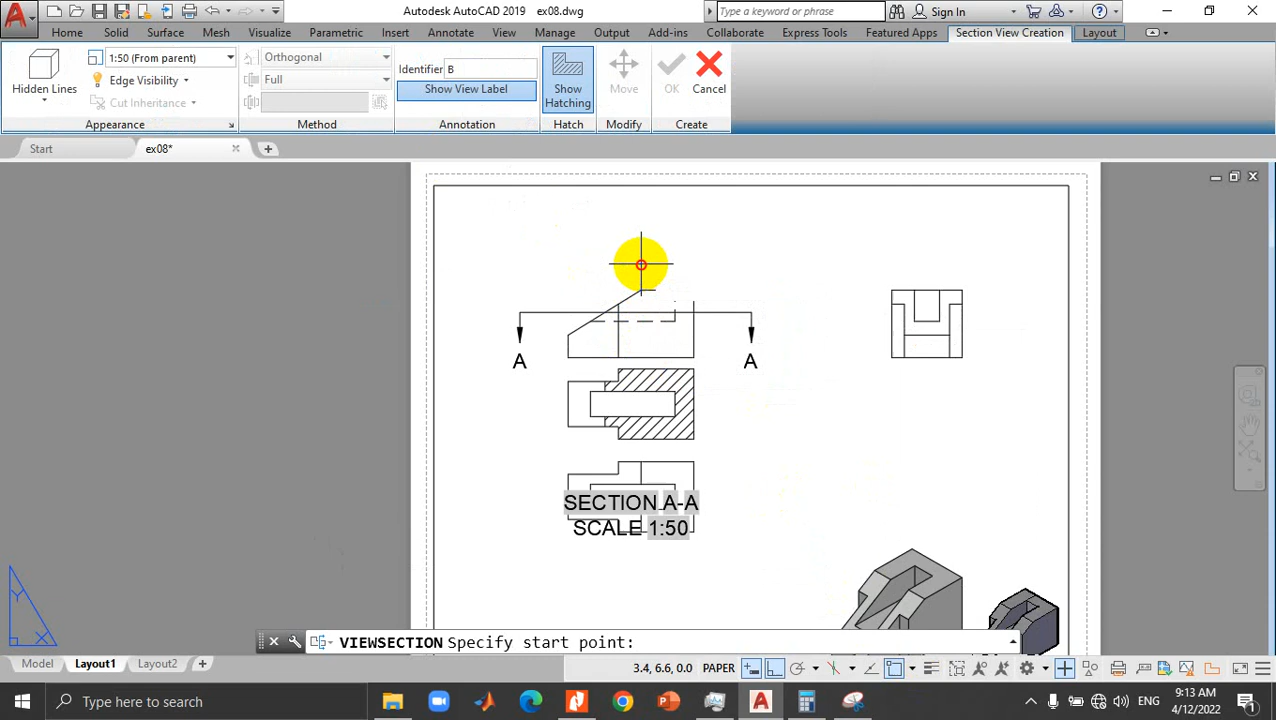 Autodesk AutoCAD 2019   ex08.dwg
Type a keyword or phrase
Sign In
Home Insert Solid Surface Mesh Visualize Parametric Insert Annotate View Manage Output Add-ins Collaborate Express Tools Featured Apps Section View Creation Layout
1:50 (From parent)
Orthogonal
Edge Visibility
Full
Identifier B
Hidden Lines
Cut Inheritance
Show View Label
Show Hatching
Move
OK
Cancel
Appearance
Method
Annotation
Hatch
Modify
Create
Start
ex08*
A
A
SECTION A-A
SCALE 1:50
Y
X
VIEWSECTION Specify start point:
Model
Layout1
Layout2
3.4, 6.6, 0.0 PAPER
Type here to search
ENG
9:13 AM
4/12/2022